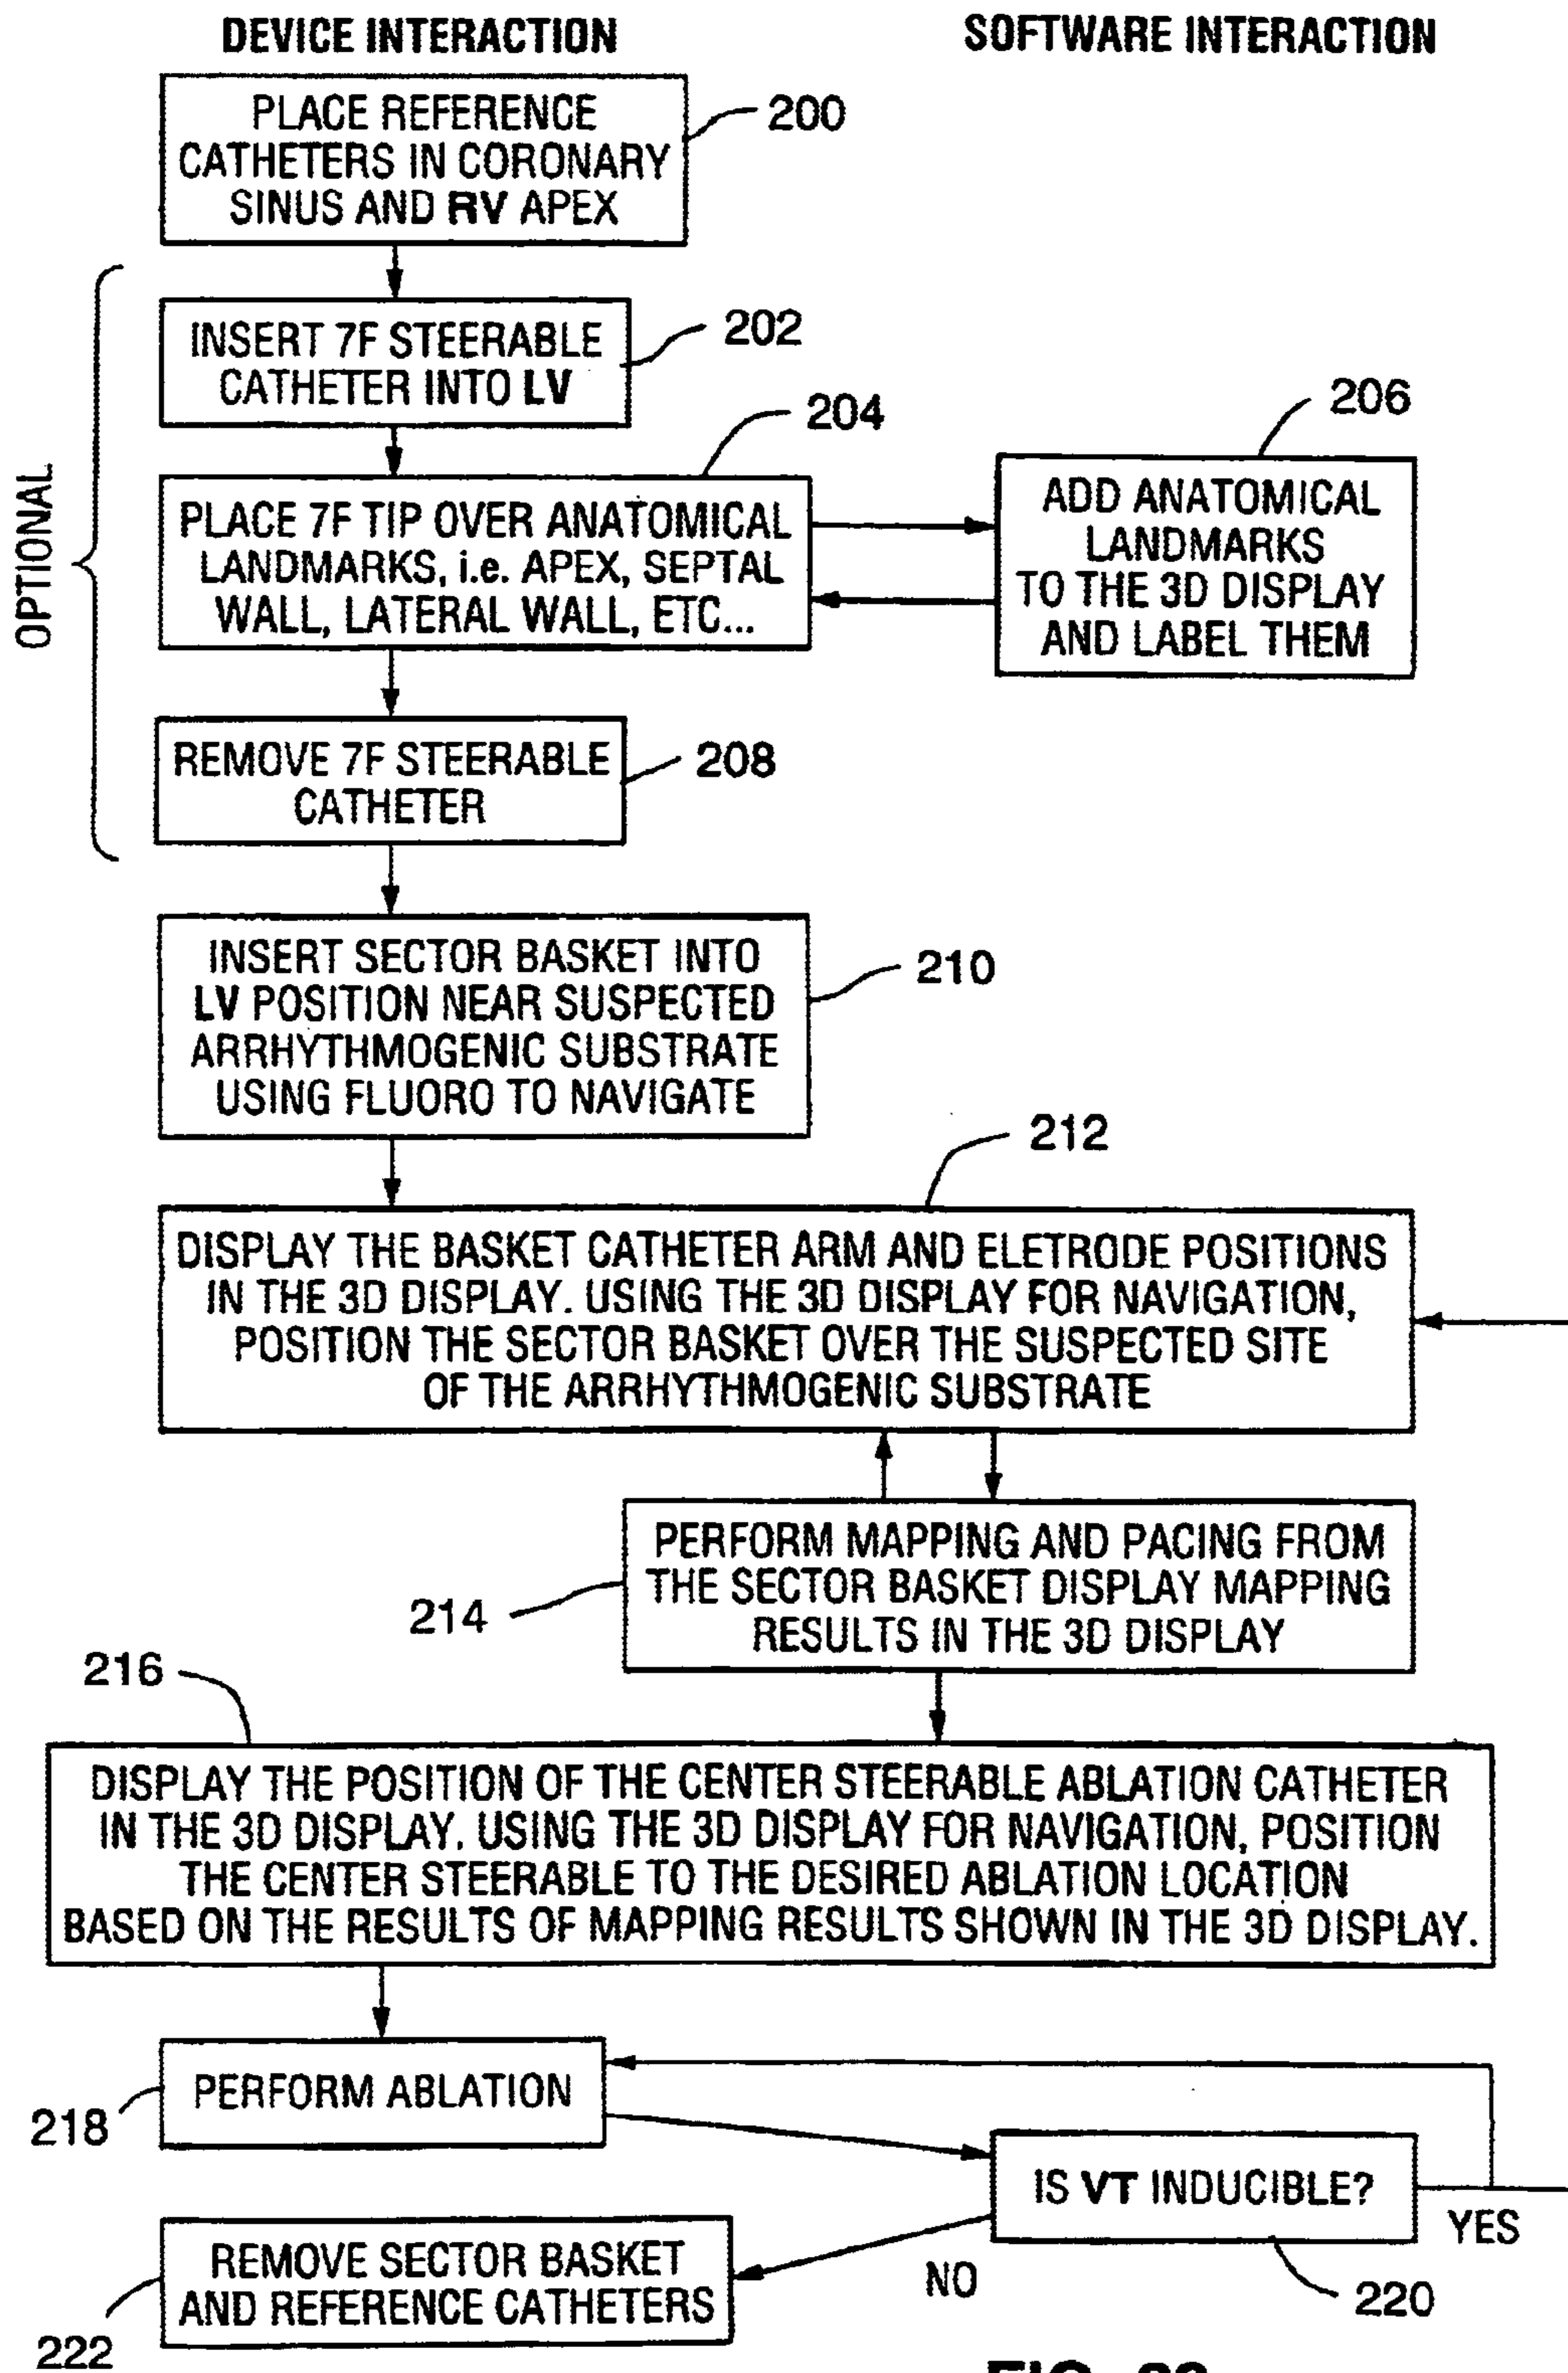 DEVICE INTERACTION
SOFTWARE INTERACTION
PLACE REFERENCE
CATHETERS IN CORONARY
SINUS AND RV APEX
200
OPTIONAL
INSERT 7F STEERABLE
CATHETER INTO LV
202
204
PLACE 7F TIP OVER ANATOMICAL
LANDMARKS, i.e. APEX, SEPTAL
WALL, LATERAL WALL, ETC...
206
ADD ANATOMICAL
LANDMARKS
TO THE 3D DISPLAY
AND LABEL THEM
REMOVE 7F STEERABLE
CATHETER
208
INSERT SECTOR BASKET INTO
LV POSITION NEAR SUSPECTED
ARRHYTHMOGENIC SUBSTRATE
USING FLUORO TO NAVIGATE
210
212
DISPLAY THE BASKET CATHETER ARM AND ELETRODE POSITIONS
IN THE 3D DISPLAY. USING THE 3D DISPLAY FOR NAVIGATION,
POSITION THE SECTOR BASKET OVER THE SUSPECTED SITE
OF THE ARRHYTHMOGENIC SUBSTRATE
PERFORM MAPPING AND PACING FROM
THE SECTOR BASKET DISPLAY MAPPING
RESULTS IN THE 3D DISPLAY
214
216
DISPLAY THE POSITION OF THE CENTER STEERABLE ABLATION CATHETER
IN THE 3D DISPLAY. USING THE 3D DISPLAY FOR NAVIGATION, POSITION
THE CENTER STEERABLE TO THE DESIRED ABLATION LOCATION
BASED ON THE RESULTS OF MAPPING RESULTS SHOWN IN THE 3D DISPLAY.
PERFORM ABLATION
218
IS VT INDUCIBLE?
YES
220
NO
REMOVE SECTOR BASKET
AND REFERENCE CATHETERS
222